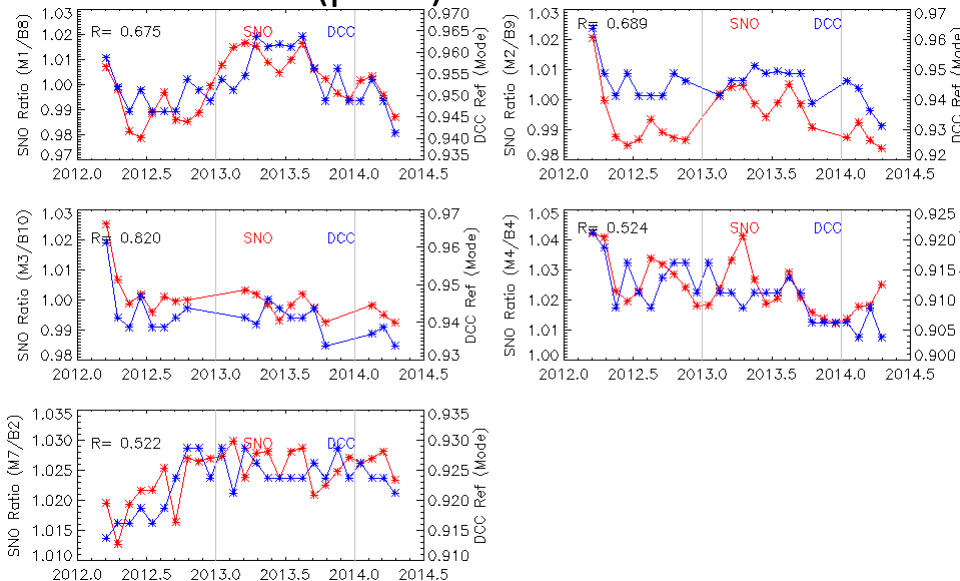 1.03 R= 0.675 SNO DCC 0.970
1.02 0.965
1.01 0.960
1.00 0.955
0.99 0.950
0.98 0.945
0.97 0.940
0.935
SNO Ratio (M1/B8)
DCC Ref (Mode)
2012.0 2012.5 2013.0 2013.5 2014.0 2014.5
1.03 R= 0.689 SNO DCC 0.97
1.02 0.96
1.01 0.95
1.00 0.94
0.99 0.93
0.98 0.92
SNO Ratio (M2/B9)
DCC Ref (Mode)
2012.0 2012.5 2013.0 2013.5 2014.0 2014.5
1.03 R= 0.820 SNO DCC 0.97
1.02 0.96
1.01 0.95
1.00 0.94
0.99 0.93
0.98
SNO Ratio (M3/B10)
DCC Ref (Mode)
2012.0 2012.5 2013.0 2013.5 2014.0 2014.5
1.05 R= 0.524 SNO DCC 0.925
1.04 0.920
1.03 0.915
1.02 0.910
1.01 0.905
1.00 0.900
SNO Ratio (M4/B4)
DCC Ref (Mode)
2012.0 2012.5 2013.0 2013.5 2014.0 2014.5
1.035 R= 0.522 SNO DCC 0.935
1.030 0.930
1.025 0.925
1.020 0.920
1.015 0.915
1.010 0.910
SNO Ratio (M7/B2)
DCC Ref (Mode)
2012.0 2012.5 2013.0 2013.5 2014.0 2014.5